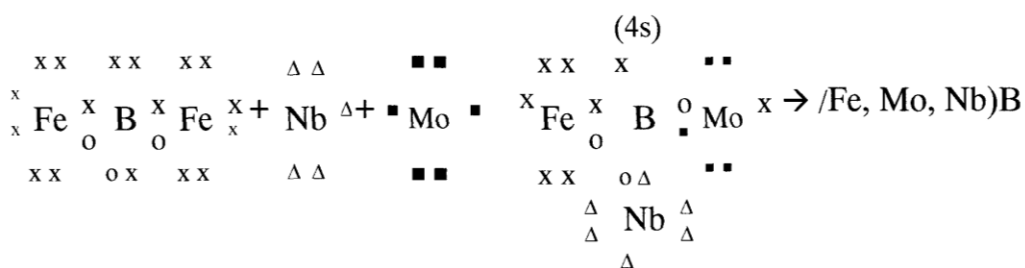 (4s)
x x x x x x Δ Δ ■ ■ x x x ■ ■
x x x x x o
x Fe B Fe + Nb Δ + ■ Mo ■ Fe B Mo x → /Fe, Mo, Nb)B
x o o x o ■
x x o x x x Δ Δ ■ ■ x x o Δ ■ ■
Δ Nb Δ
Δ Δ
Δ